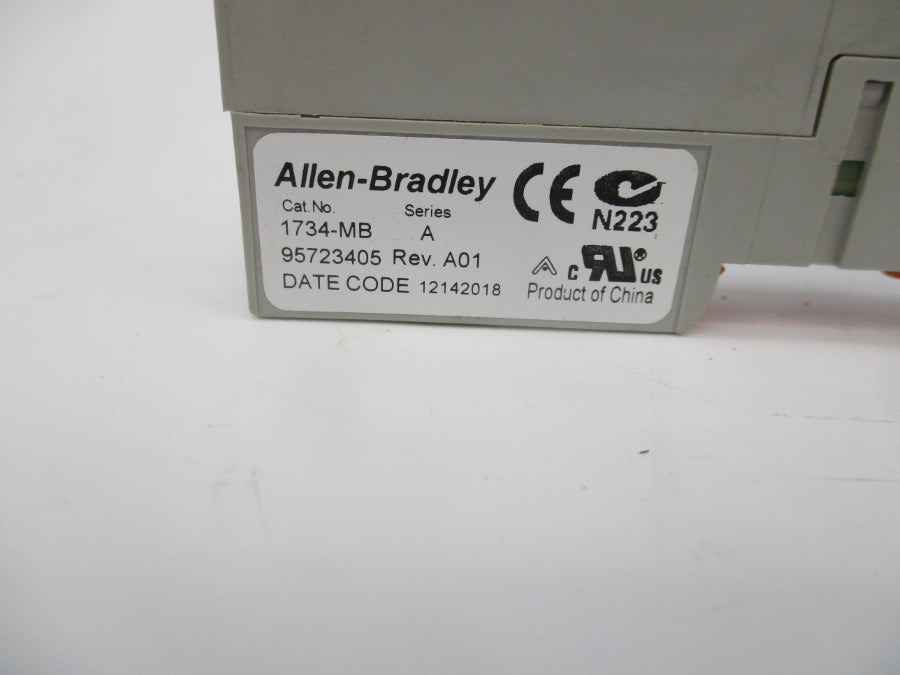 Allen-Bradley CE
Cat.No. Series N223
1734-MB A
95723405 Rev. A01
DATE CODE 12142018
c RU® US
Product of China